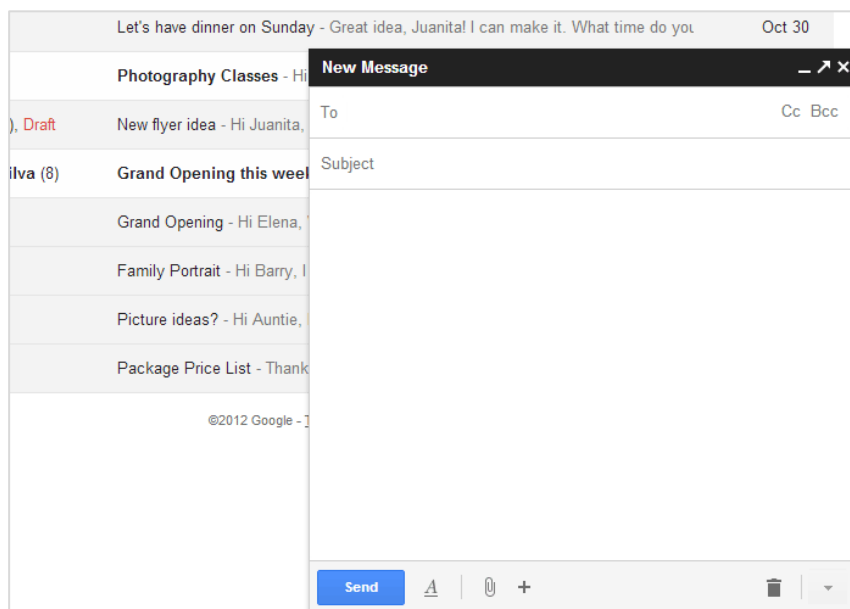 Let's have dinner on Sunday - Great idea, Juanita! I can make it. What time do you Oct 30
Photography Classes - Hi
), Draft New flyer idea - Hi Juanita,
ilva (8) Grand Opening this week
Grand Opening - Hi Elena,
Family Portrait - Hi Barry, I
Picture ideas? - Hi Auntie,
Package Price List - Thank
©2012 Google -
New Message
To Cc Bcc
Subject
Send A